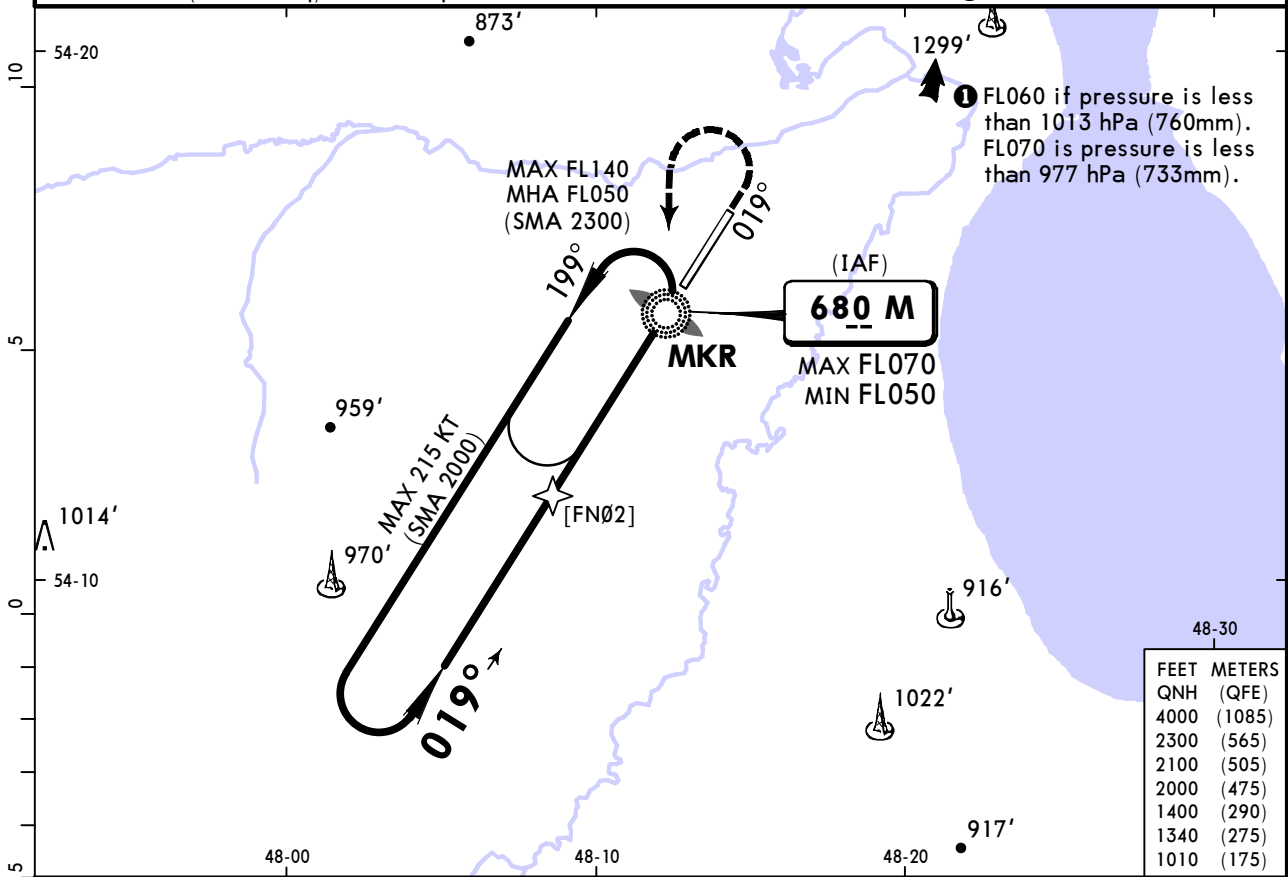 873'
54-20
1299'
10
❶ FL060 if pressure is less
than 1013 hPa (760mm).
FL070 is pressure is less
than 977 hPa (733mm).
MAX FL140
MHA FL050
(SMA 2300)
019°
199°
(IAF)
680 M
MKR
MAX FL070
MIN FL050
5
959'
MAX 215 KT
(SMA 2000)
[FNØ2]
1014'
970'
54-10
0
916'
48-30
019°
1022'
FEET METERS
QNH (QFE)
4000 (1085)
2300 (565)
2100 (505)
2000 (475)
1400 (290)
1340 (275)
1010 (175)
917'
48-00
48-10
48-20
5